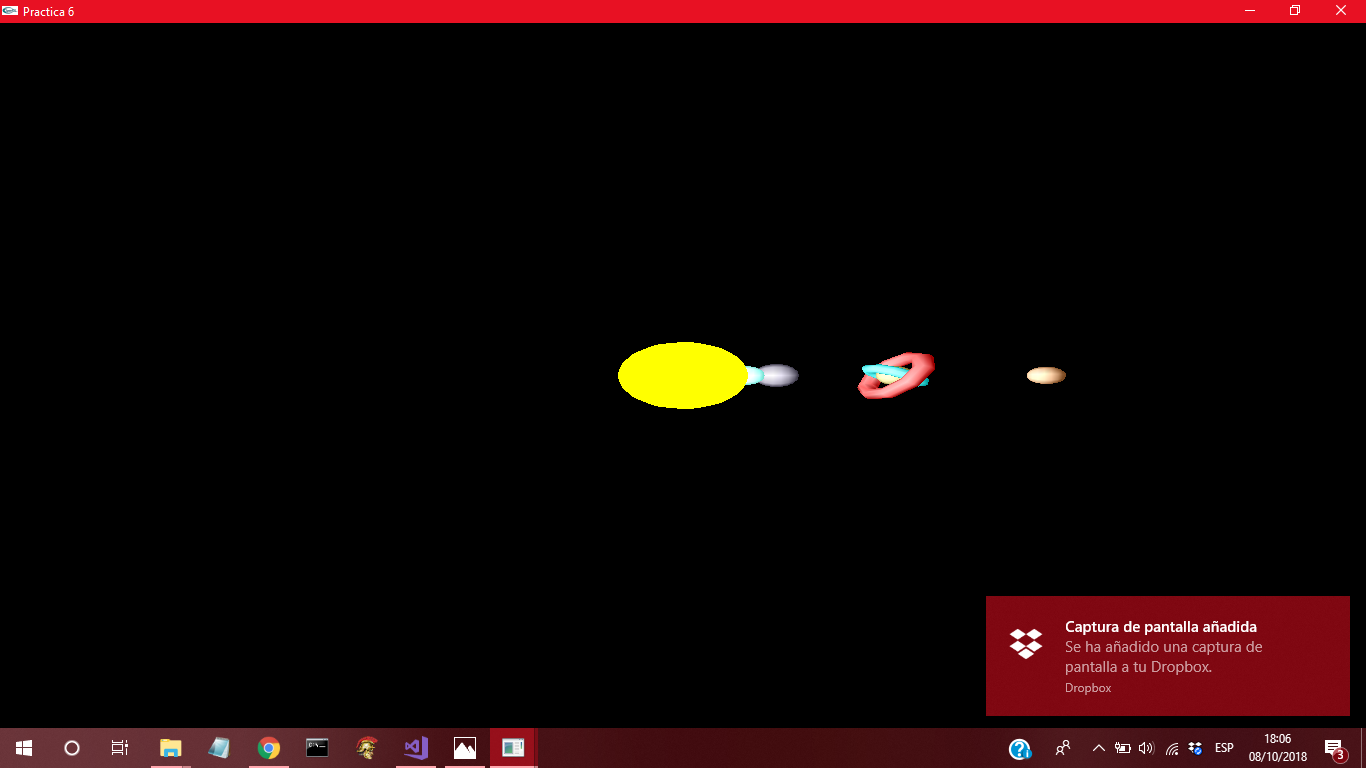 Practica 6
Captura de pantalla añadida
Se ha añadido una captura de
pantalla a tu Dropbox.
Dropbox
ESP
18:06
08/10/2018
3